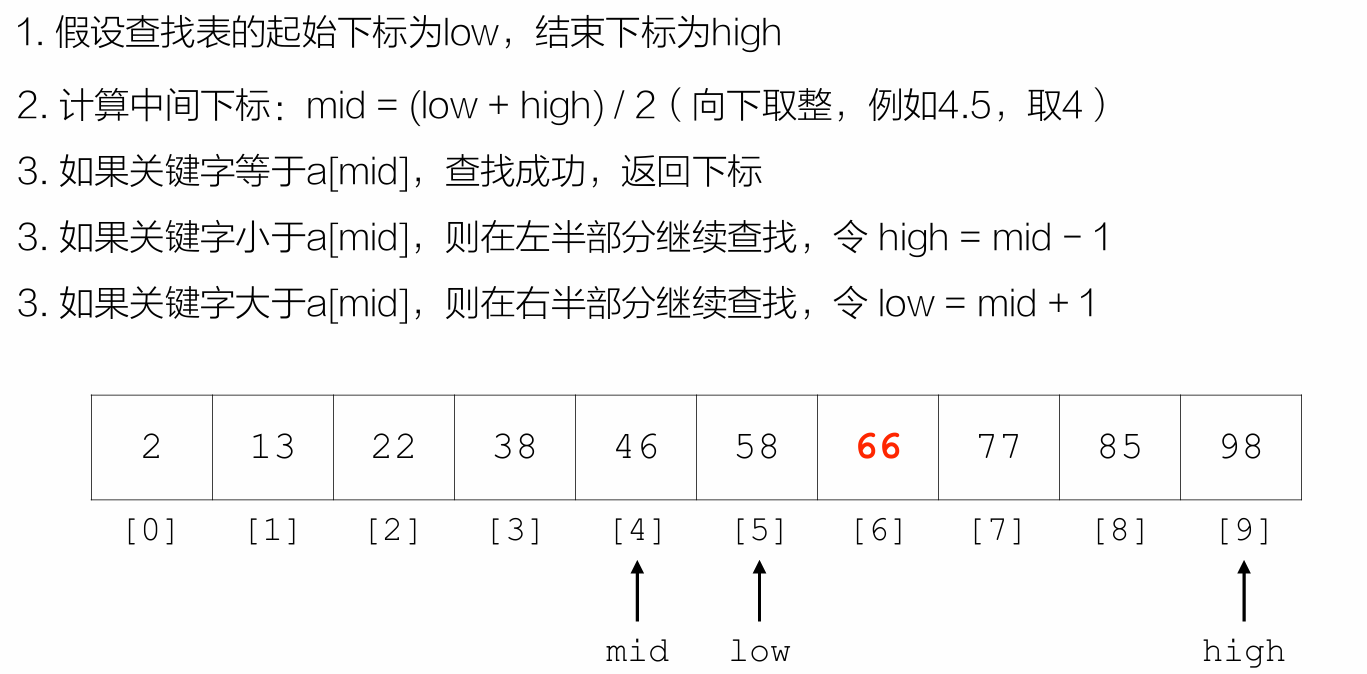 1. 假设查找表的起始下标为low，结束下标为high
2. 计算中间下标：mid = (low + high) / 2（向下取整，例如4.5，取4）
3. 如果关键字等于a[mid]，查找成功，返回下标
3. 如果关键字小于a[mid]，则在左半部分继续查找，令 high = mid − 1
3. 如果关键字大于a[mid]，则在右半部分继续查找，令 low = mid + 1
2 13 22 38 46 58 66 77 85 98
[0] [1] [2] [3] [4] [5] [6] [7] [8] [9]
mid low high